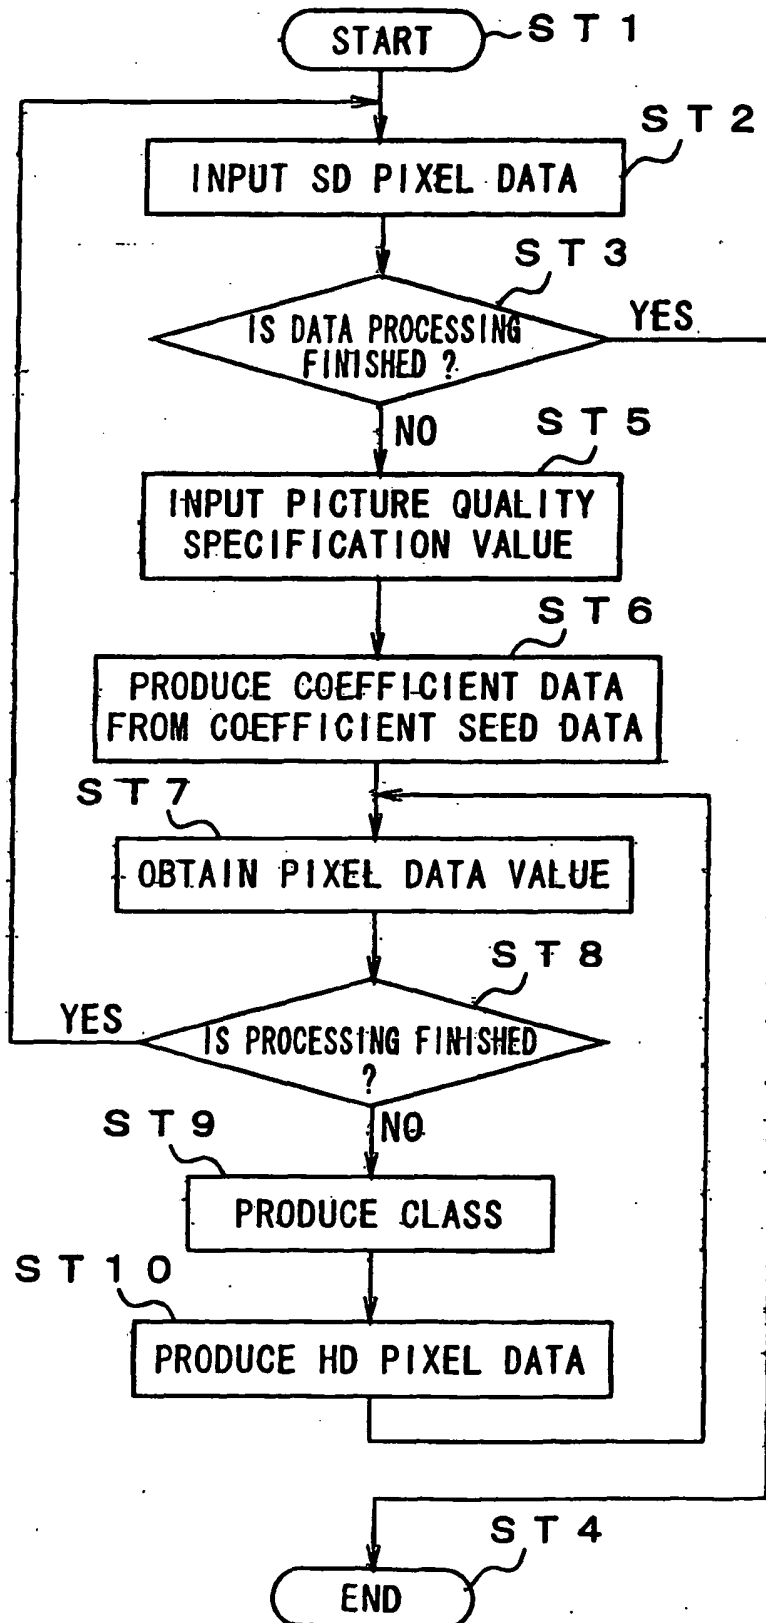 START
ST1
ST2
INPUT SD PIXEL DATA
ST3
IS DATA PROCESSING
FINISHED ?
YES
NO
ST5
INPUT PICTURE QUALITY
SPECIFICATION VALUE
ST6
PRODUCE COEFFICIENT DATA
FROM COEFFICIENT SEED DATA
ST7
OBTAIN PIXEL DATA VALUE
ST8
YES
IS PROCESSING FINISHED
?
NO
ST9
PRODUCE CLASS
ST10
PRODUCE HD PIXEL DATA
ST4
END